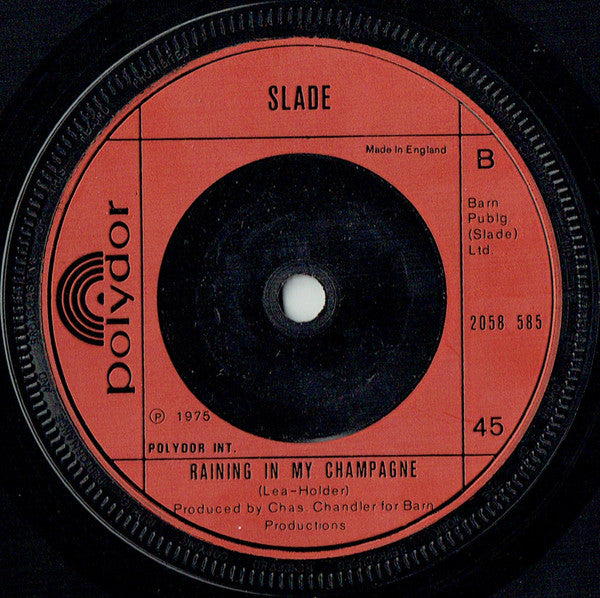 SLADE
Made in England
B
Barn
Publg.
(Slade)
Ltd.
polydor
2058 585
℗ 1975
45
POLYDOR INT.
RAINING IN MY CHAMPAGNE
(Lea-Holder)
Produced by Chas. Chandler for Barn
Productions